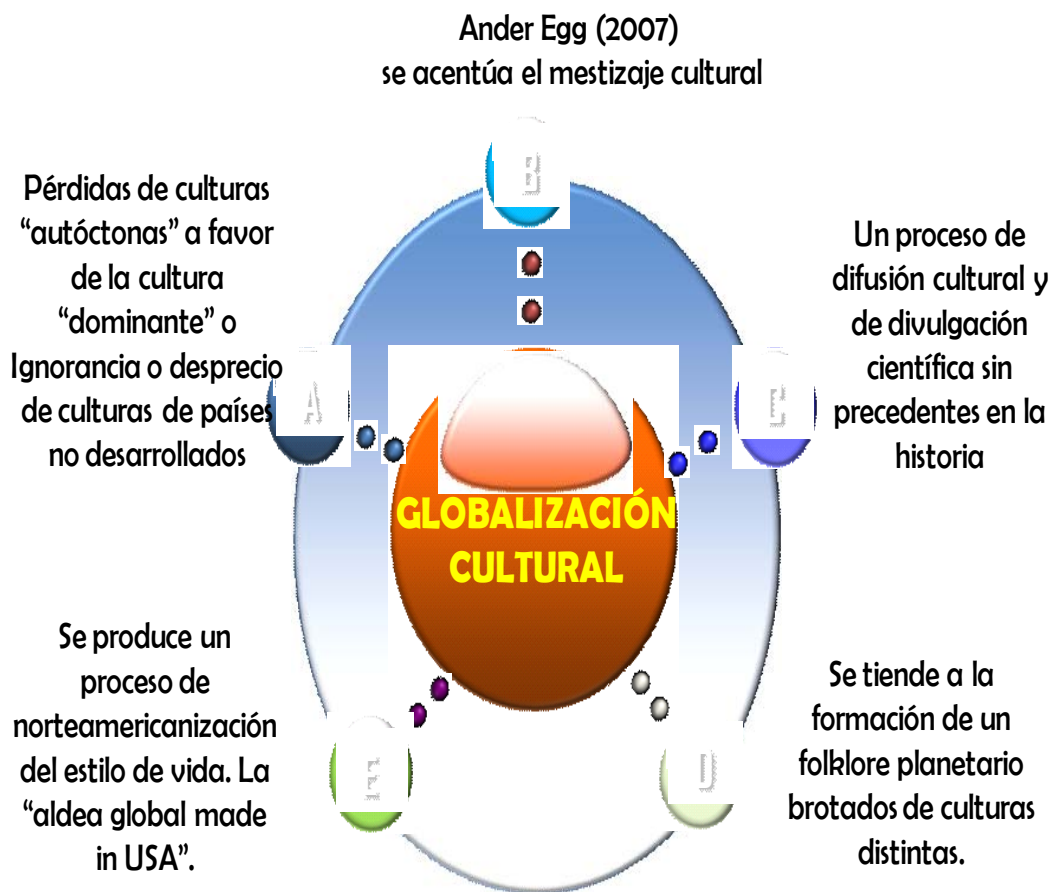 Ander Egg (2007)
se acentúa el mestizaje cultural
B
Pérdidas de culturas
“autóctonas” a favor
de la cultura
“dominante” o
Ignorancia o desprecio
de culturas de países
no desarrollados
A
Un proceso de
difusión cultural y
de divulgación
científica sin
precedentes en la
historia
C
GLOBALIZACIÓN
CULTURAL
Se produce un
proceso de
norteamericanización
del estilo de vida. La
“aldea global made
in USA”.
E
Se tiende a la
formación de un
folklore planetario
brotados de culturas
distintas.
D